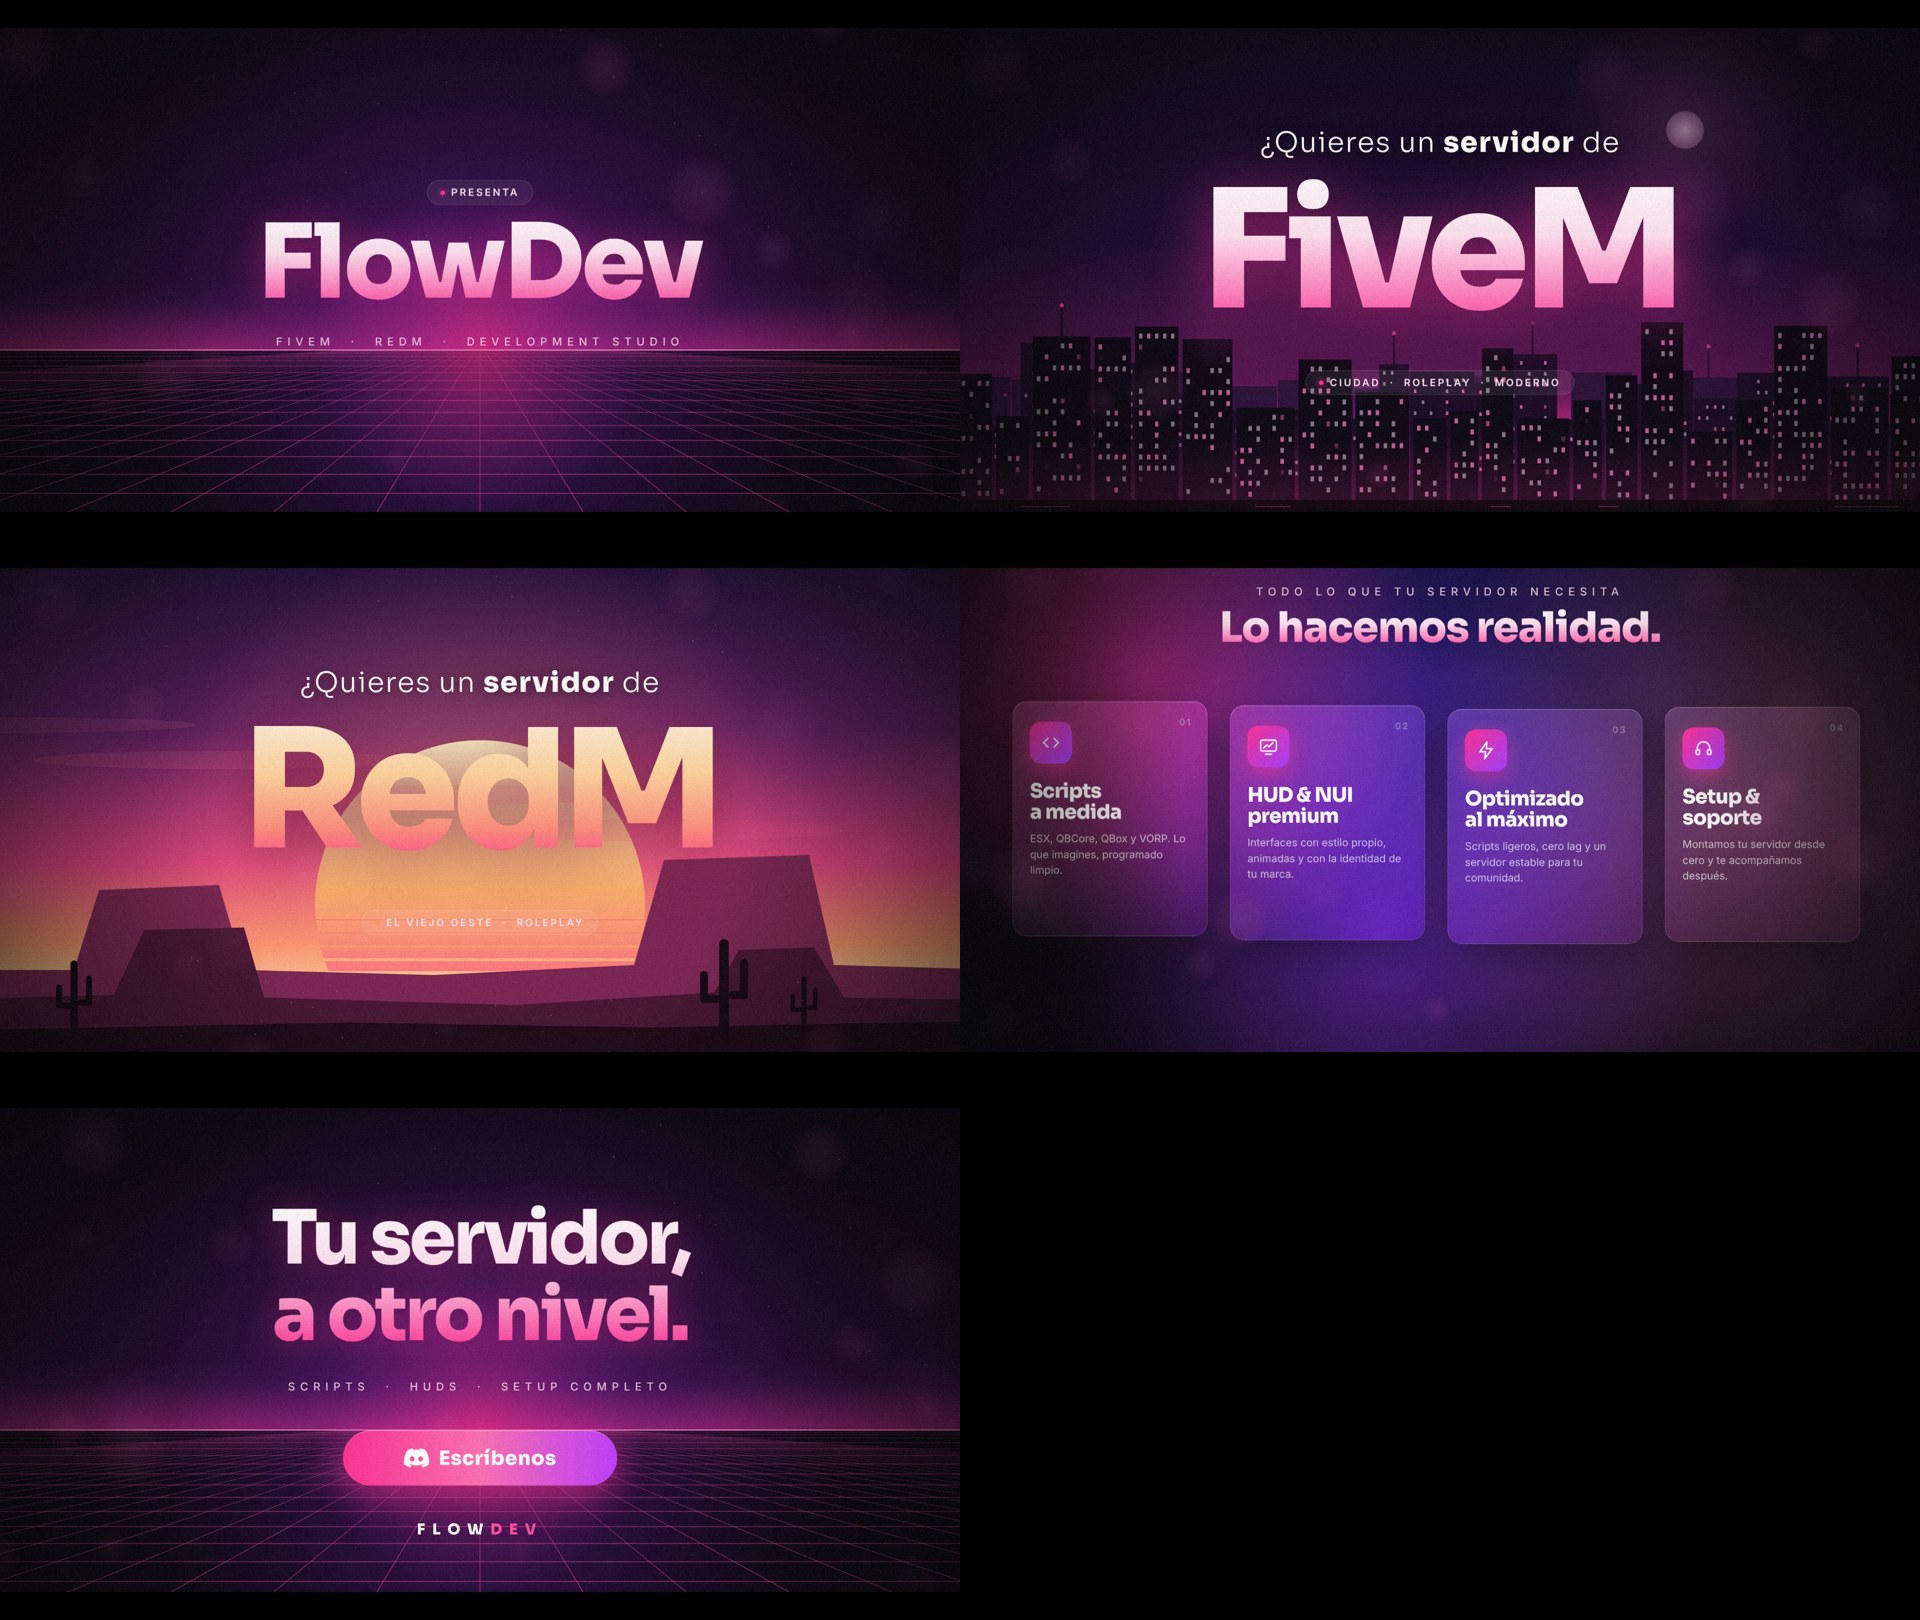 PRESENTA
FlowDev
FIVEM · REDM · DEVELOPMENT STUDIO
¿Quieres un servidor de
FiveM
CIUDAD · ROLEPLAY · MODERNO
¿Quieres un servidor de
RedM
EL VIEJO OESTE · ROLEPLAY
TODO LO QUE TU SERVIDOR NECESITA
Lo hacemos realidad.
01
Scripts
a medida
ESX, QBCore, QBox y VORP. Lo
que imagines, programado
limpio.
02
HUD & NUI
premium
Interfaces con estilo propio,
animadas y con la identidad de
tu marca.
03
Optimizado
al máximo
Scripts ligeros, cero lag y un
servidor estable para tu
comunidad.
04
Setup &
soporte
Montamos tu servidor desde
cero y te acompañamos
después.
Tu servidor,
a otro nivel.
SCRIPTS · HUDS · SETUP COMPLETO
Escríbenos
FLOWDEV